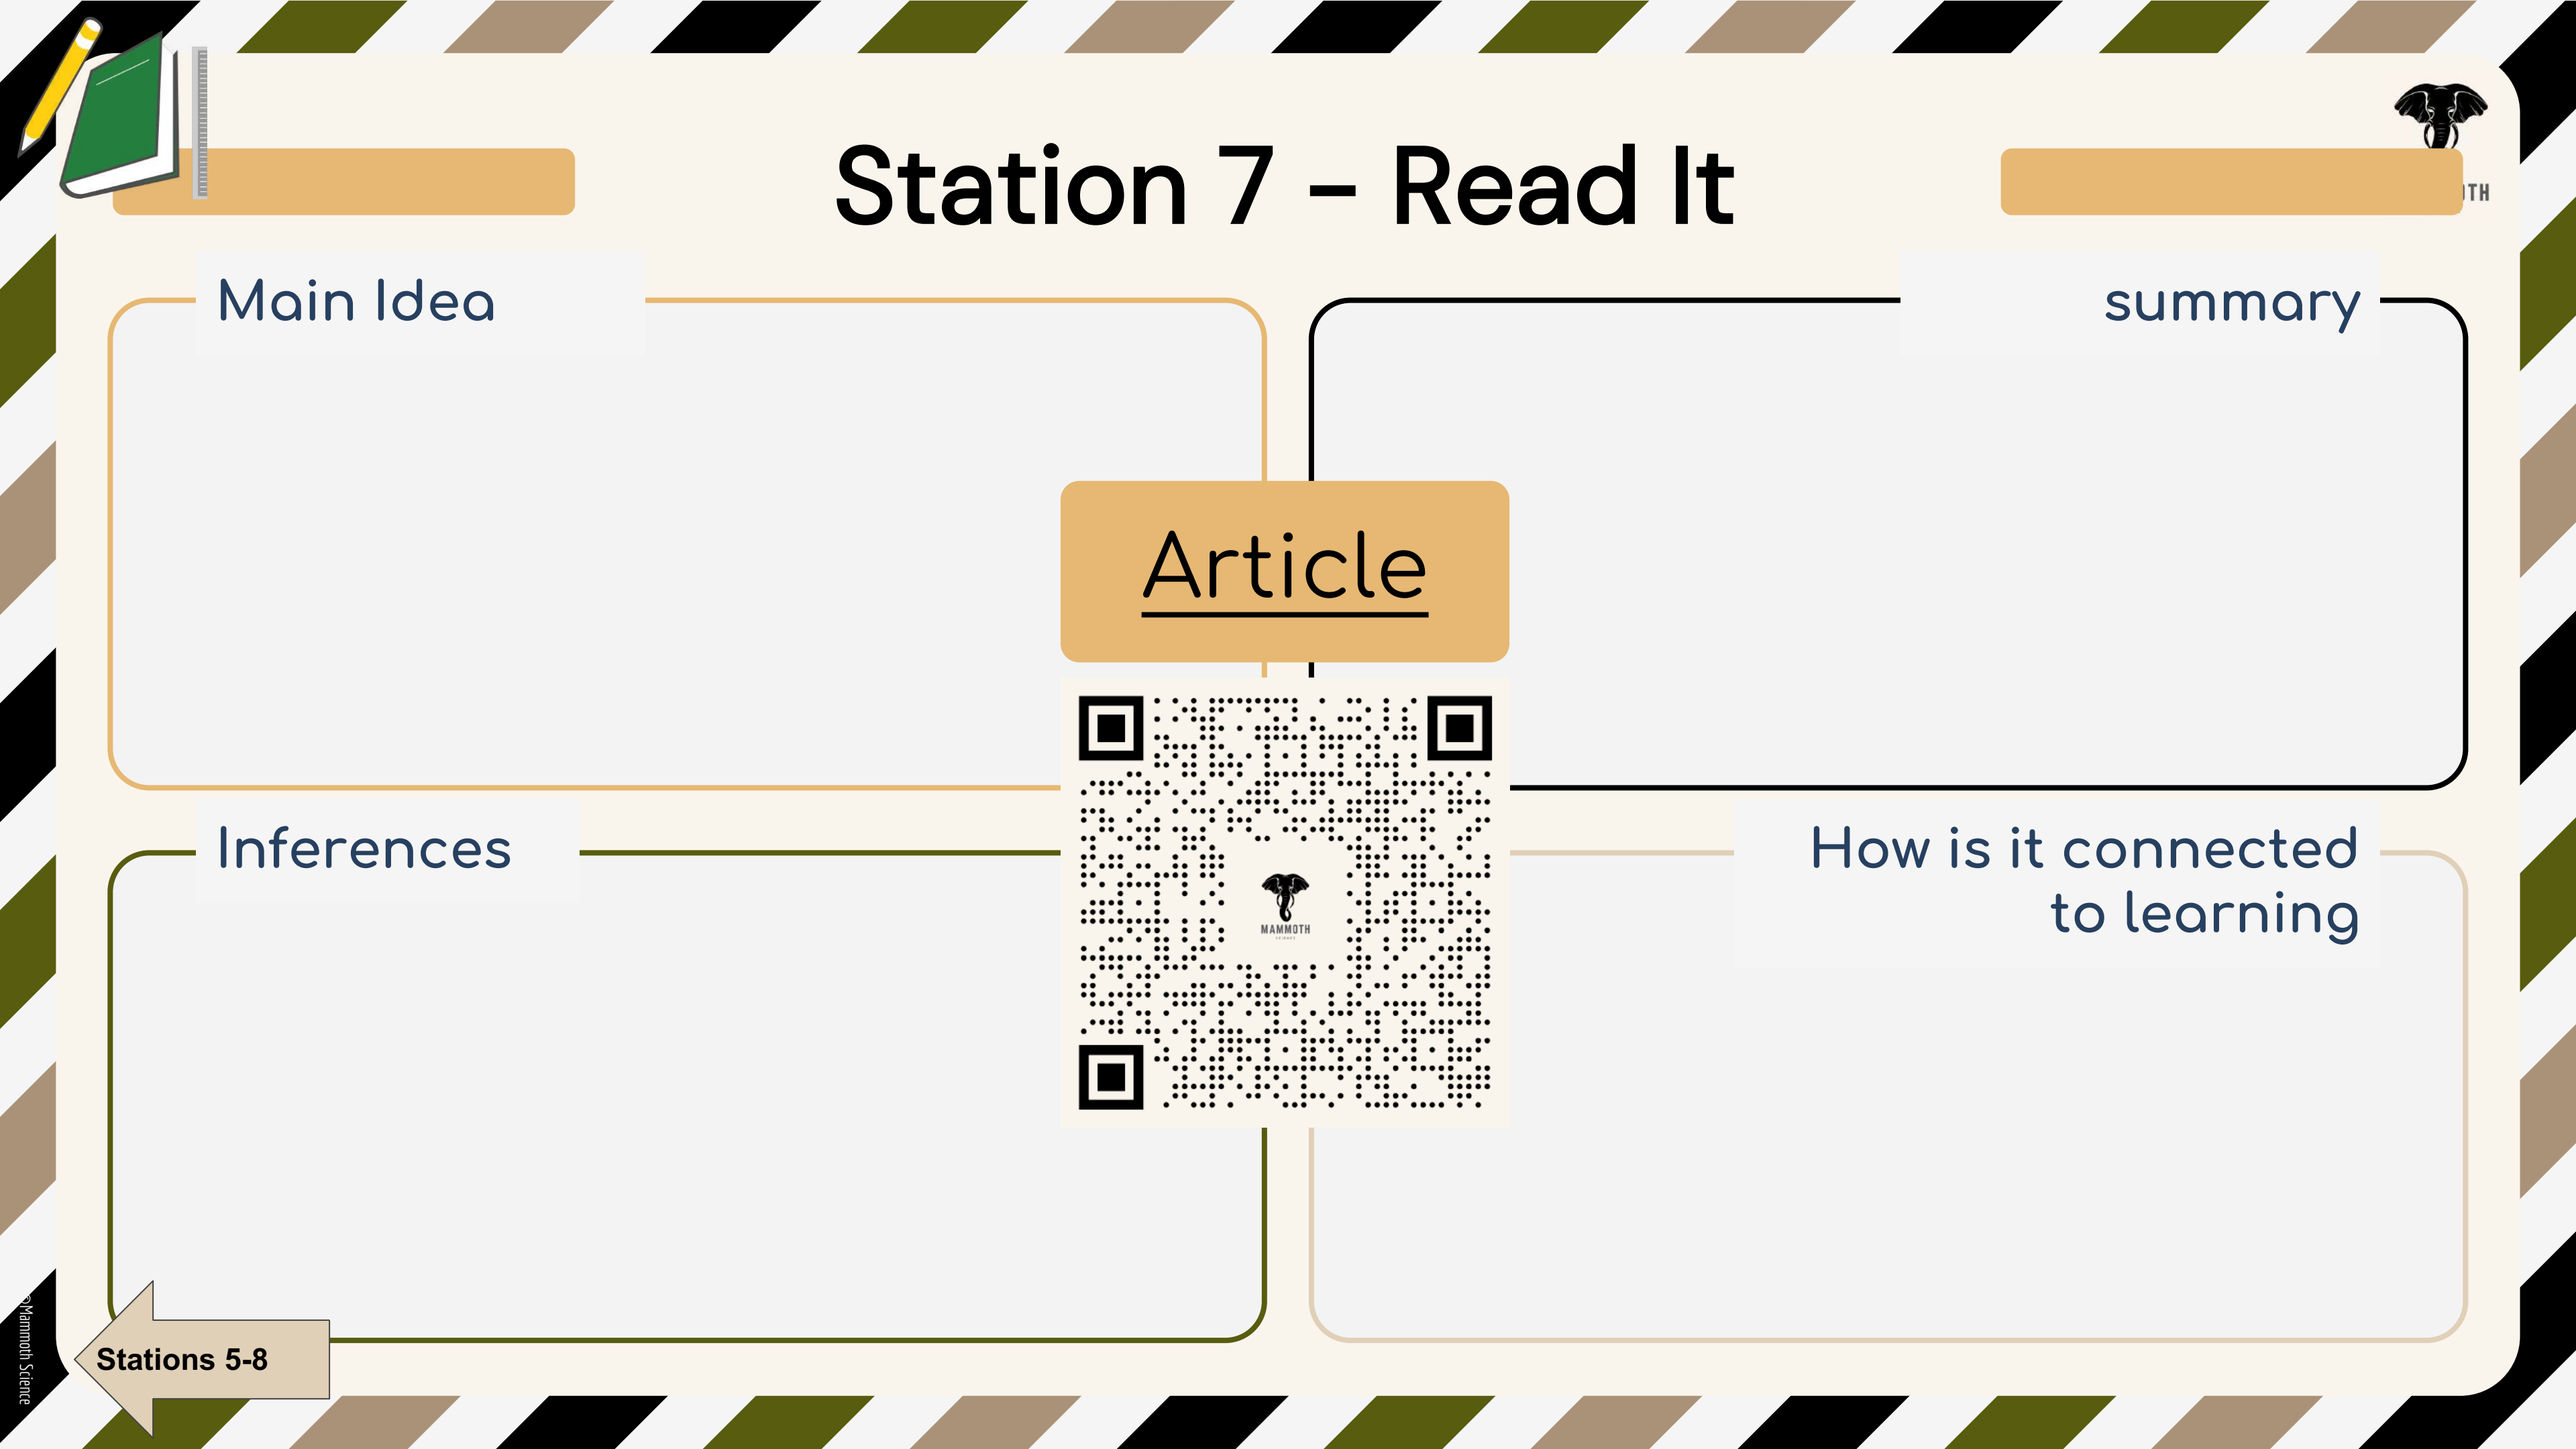 Station 7 – Read It
TH
Main Idea
summary
Article
MAMMOTH
Inferences
How is it connected
to learning
Stations 5-8
©Mammoth Science